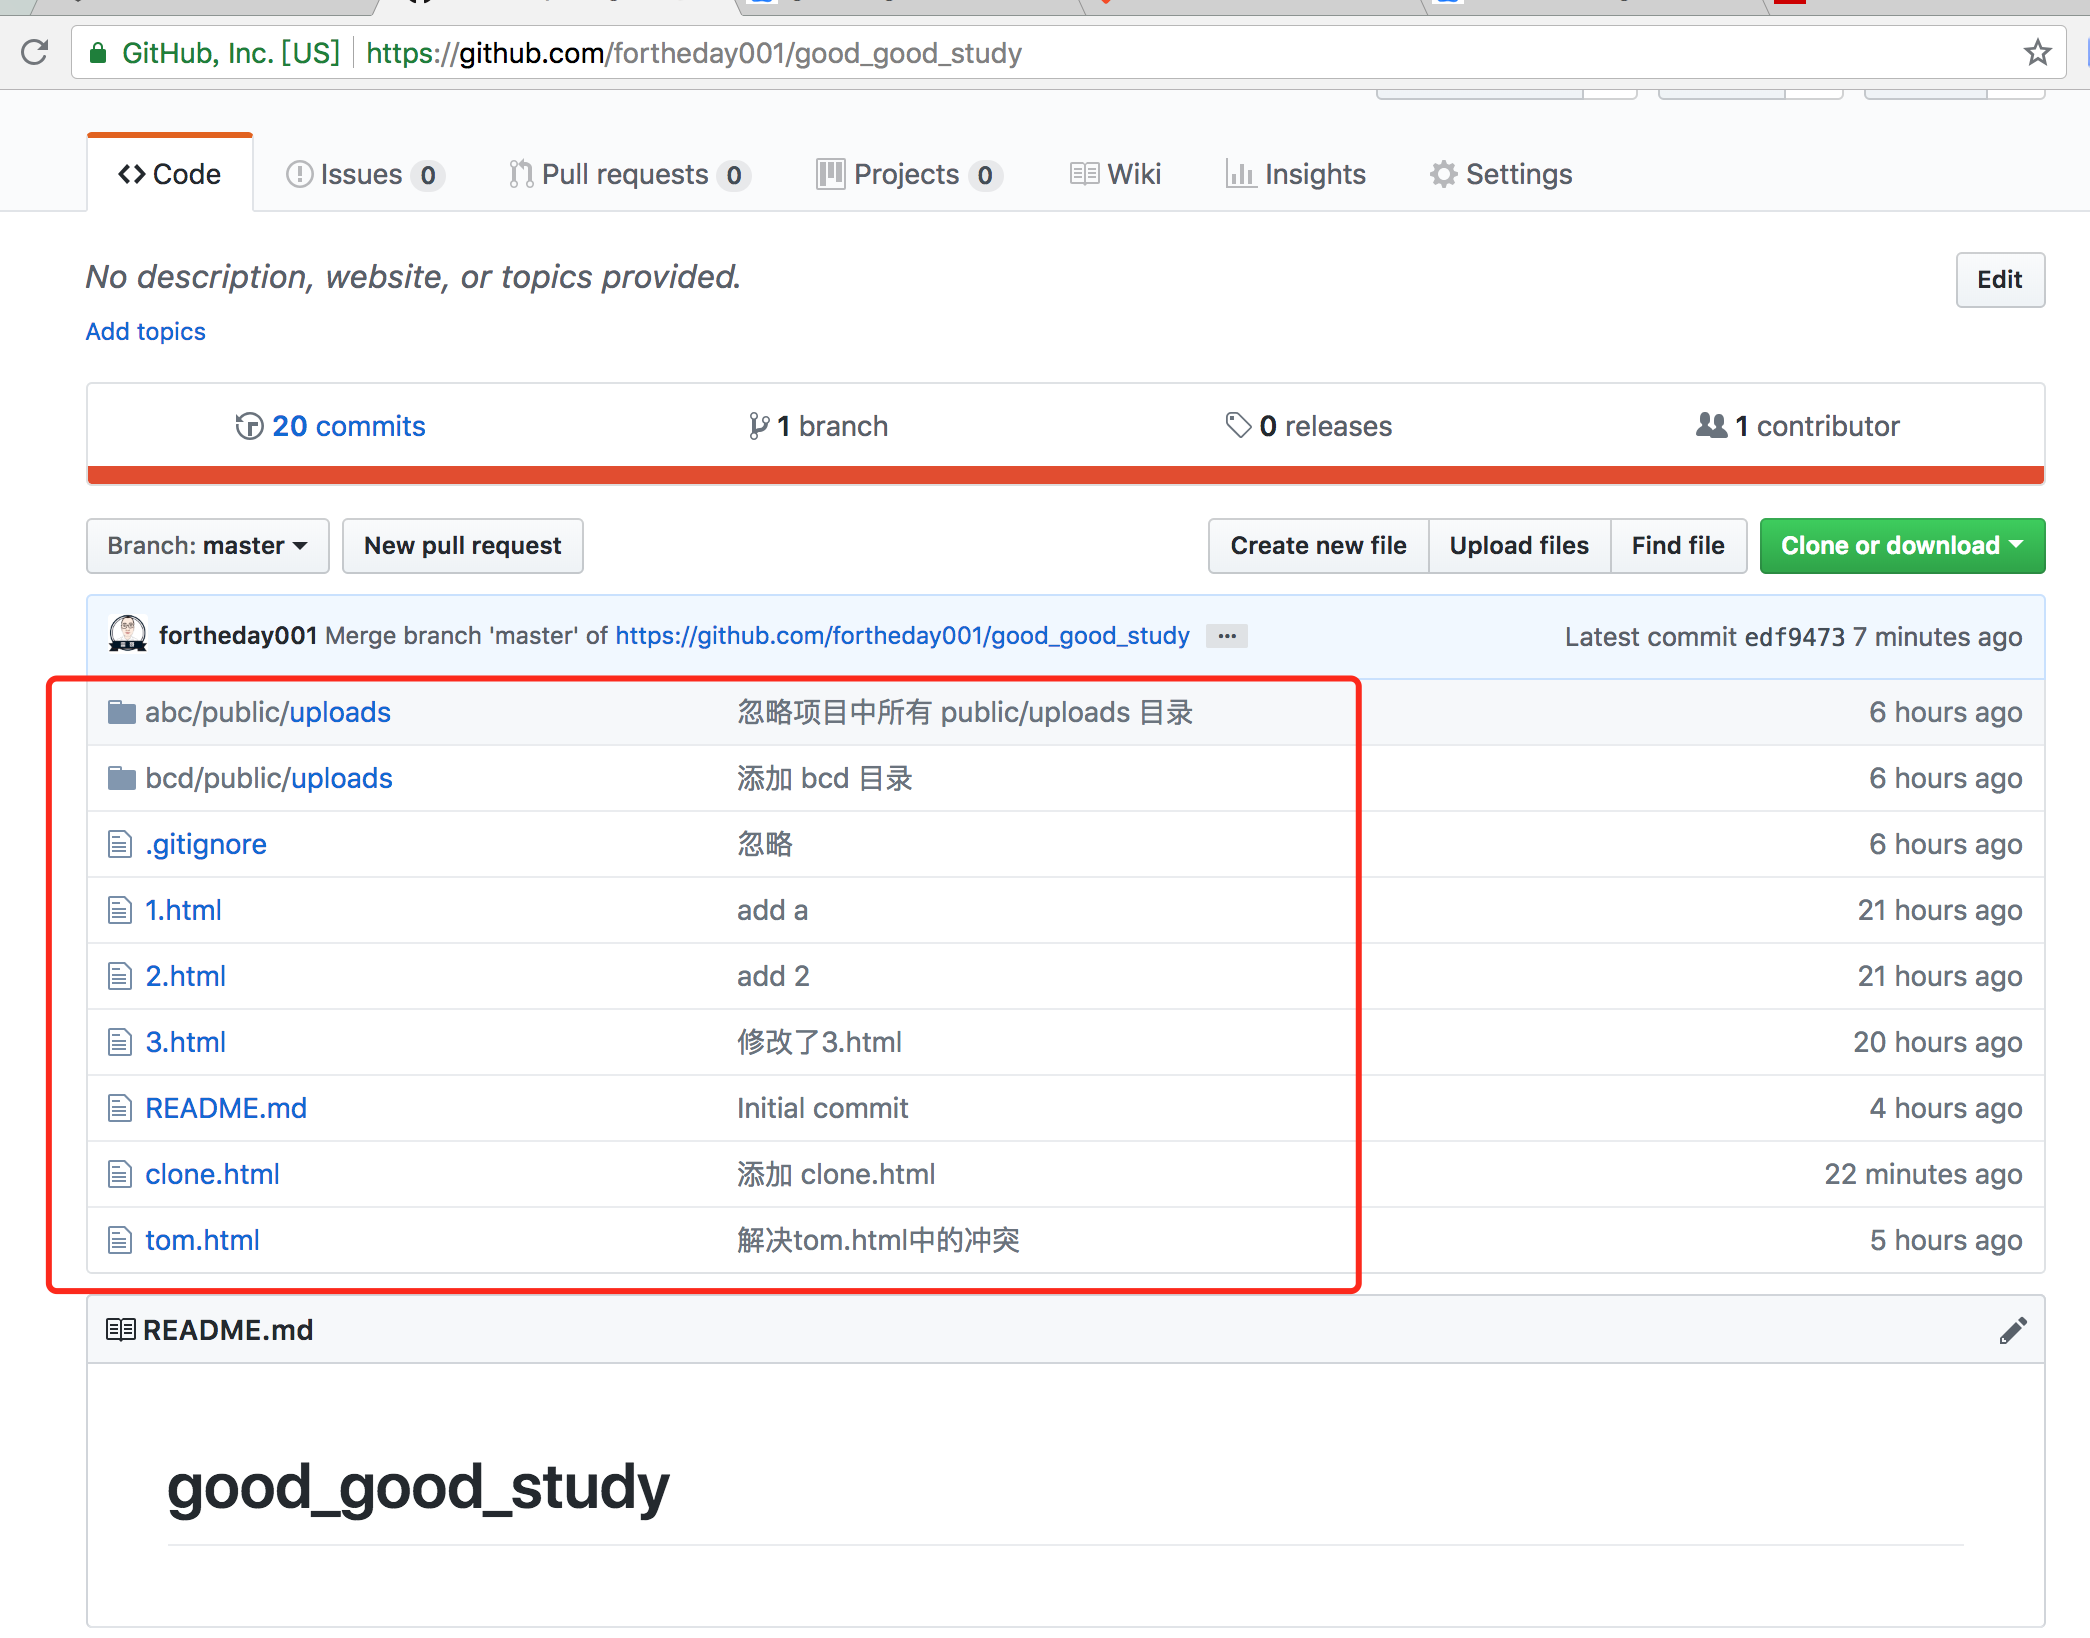 GitHub, Inc. [US] https://github.com/fortheday001/good_good_study
Code Issues 0 Pull requests 0 Projects 0 Wiki Insights Settings
No description, website, or topics provided. Edit
Add topics
20 commits 1 branch 0 releases 1 contributor
Branch: master New pull request Create new file Upload files Find file Clone or download
fortheday001 Merge branch 'master' of https://github.com/fortheday001/good_good_study ... Latest commit edf9473 7 minutes ago
abc/public/uploads 忽略项目中所有 public/uploads 目录 6 hours ago
bcd/public/uploads 添加 bcd 目录 6 hours ago
.gitignore 忽略 6 hours ago
1.html add a 21 hours ago
2.html add 2 21 hours ago
3.html 修改了3.html 20 hours ago
README.md Initial commit 4 hours ago
clone.html 添加 clone.html 22 minutes ago
tom.html 解决tom.html中的冲突 5 hours ago
README.md
good_good_study